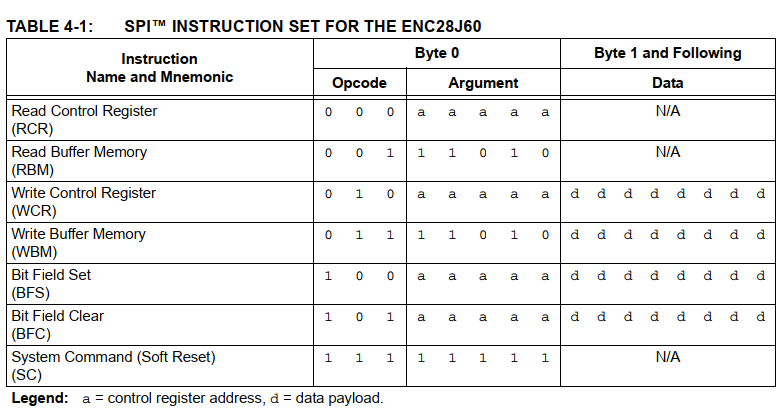 TABLE 4-1: SPI™ INSTRUCTION SET FOR THE ENC28J60
Instruction
Name and Mnemonic
Byte 0
Byte 1 and Following
Opcode
Argument
Data
Read Control Register
(RCR)
0 0 0 a a a a a N/A
Read Buffer Memory
(RBM)
0 0 1 1 1 0 1 0 N/A
Write Control Register
(WCR)
0 1 0 a a a a a d d d d d d d d
Write Buffer Memory
(WBM)
0 1 1 1 1 0 1 0 d d d d d d d d
Bit Field Set
(BFS)
1 0 0 a a a a a d d d d d d d d
Bit Field Clear
(BFC)
1 0 1 a a a a a d d d d d d d d
System Command (Soft Reset)
(SC)
1 1 1 1 1 1 1 1 N/A
Legend: a = control register address, d = data payload.